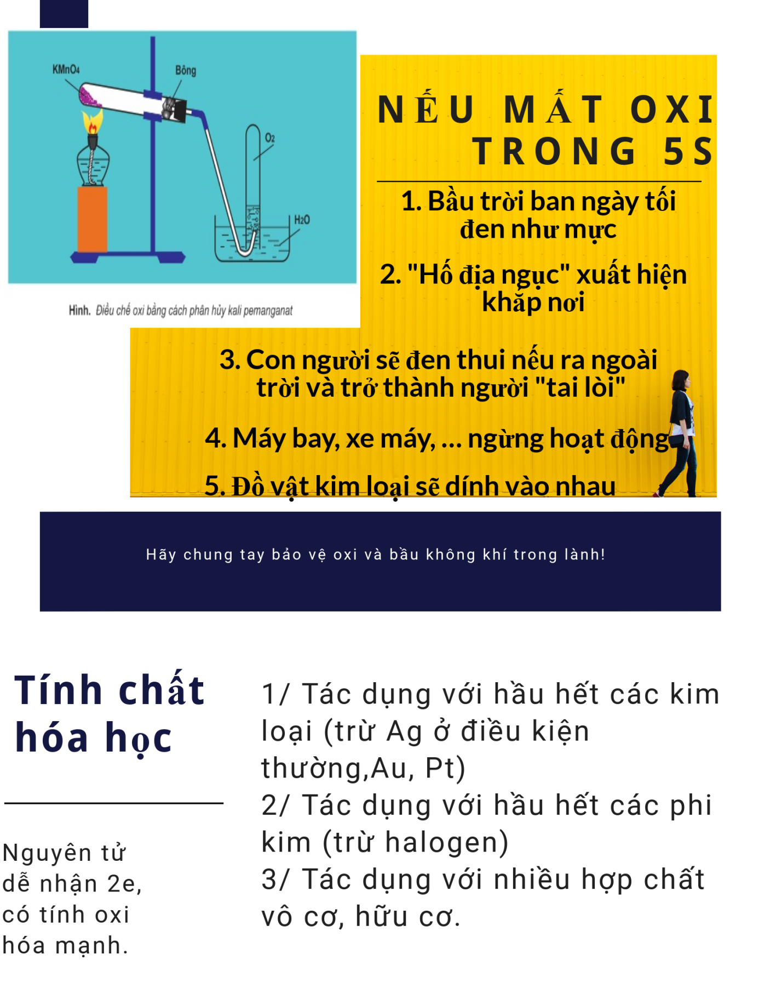 KMnO4
Bông
O2
H2O
Hình. Điều chế oxi bằng cách phân hủy kali pemanganat
NẾU MẤT OXI
TRONG 5S
1. Bầu trời ban ngày tối
đen như mực
2. "Hố địa ngục" xuất hiện
khắp nơi
3. Con người sẽ đen thui nếu ra ngoài
trời và trở thành người "tai lòi"
4. Máy bay, xe máy, ... ngừng hoạt động
5. Đồ vật kim loại sẽ dính vào nhau
Hãy chung tay bảo vệ oxi và bầu không khí trong lành!
Tính chất
hóa học
Nguyên tử
dễ nhận 2e,
có tính oxi
hóa mạnh.
1/ Tác dụng với hầu hết các kim
loại (trừ Ag ở điều kiện
thường,Au, Pt)
2/ Tác dụng với hầu hết các phi
kim (trừ halogen)
3/ Tác dụng với nhiều hợp chất
vô cơ, hữu cơ.